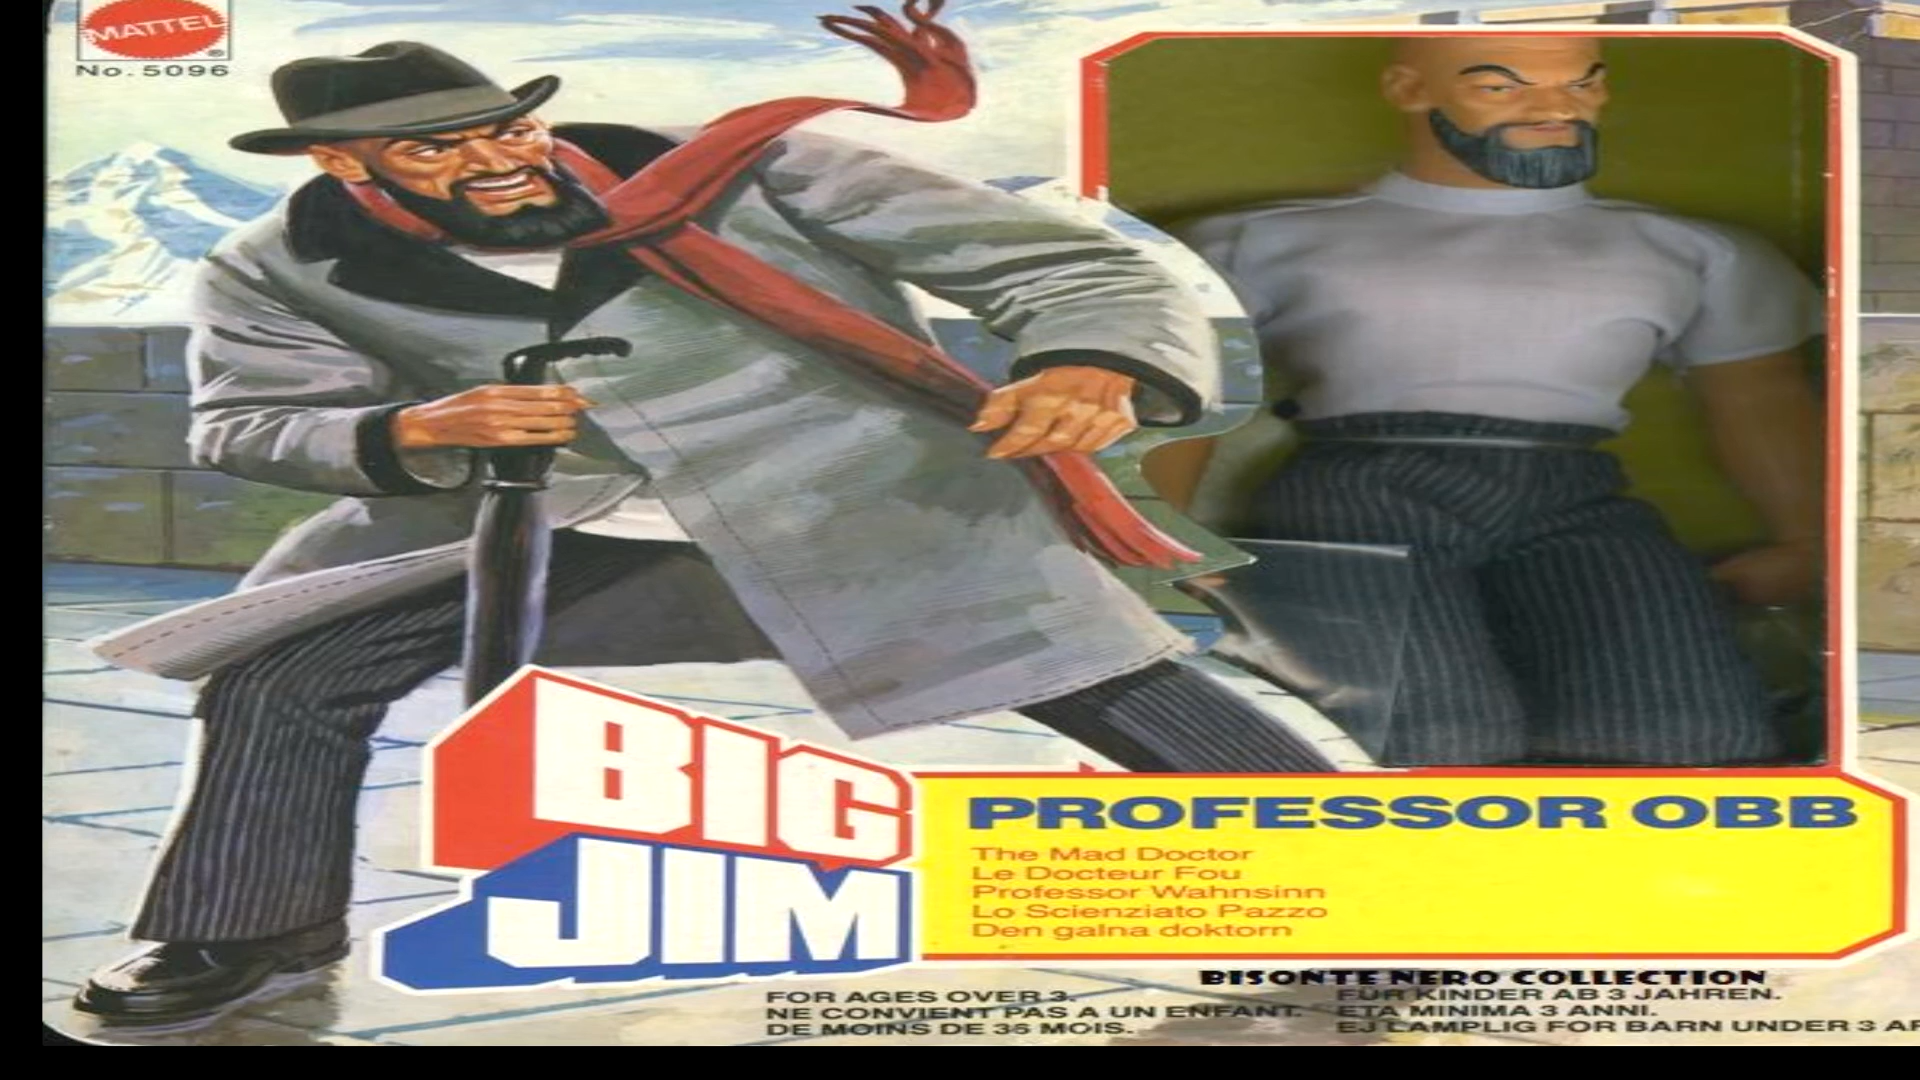 MATTEL
No. 5096
BIG
JIM
PROFESSOR OBB
The Mad Doctor
Le Docteur Fou
Professor Wahnsinn
Lo Scienziato Pazzo
Den galna doktorn
BISONTE NERO COLLECTION
FOR AGES OVER 3.
NE CONVIENT PAS A UN ENFANT
DE MOINS DE 36 MOIS.
FÜR KINDER AB 3 JAHREN.
ETA MINIMA 3 ANNI.
EJ LAMPLIG FOR BARN UNDER 3